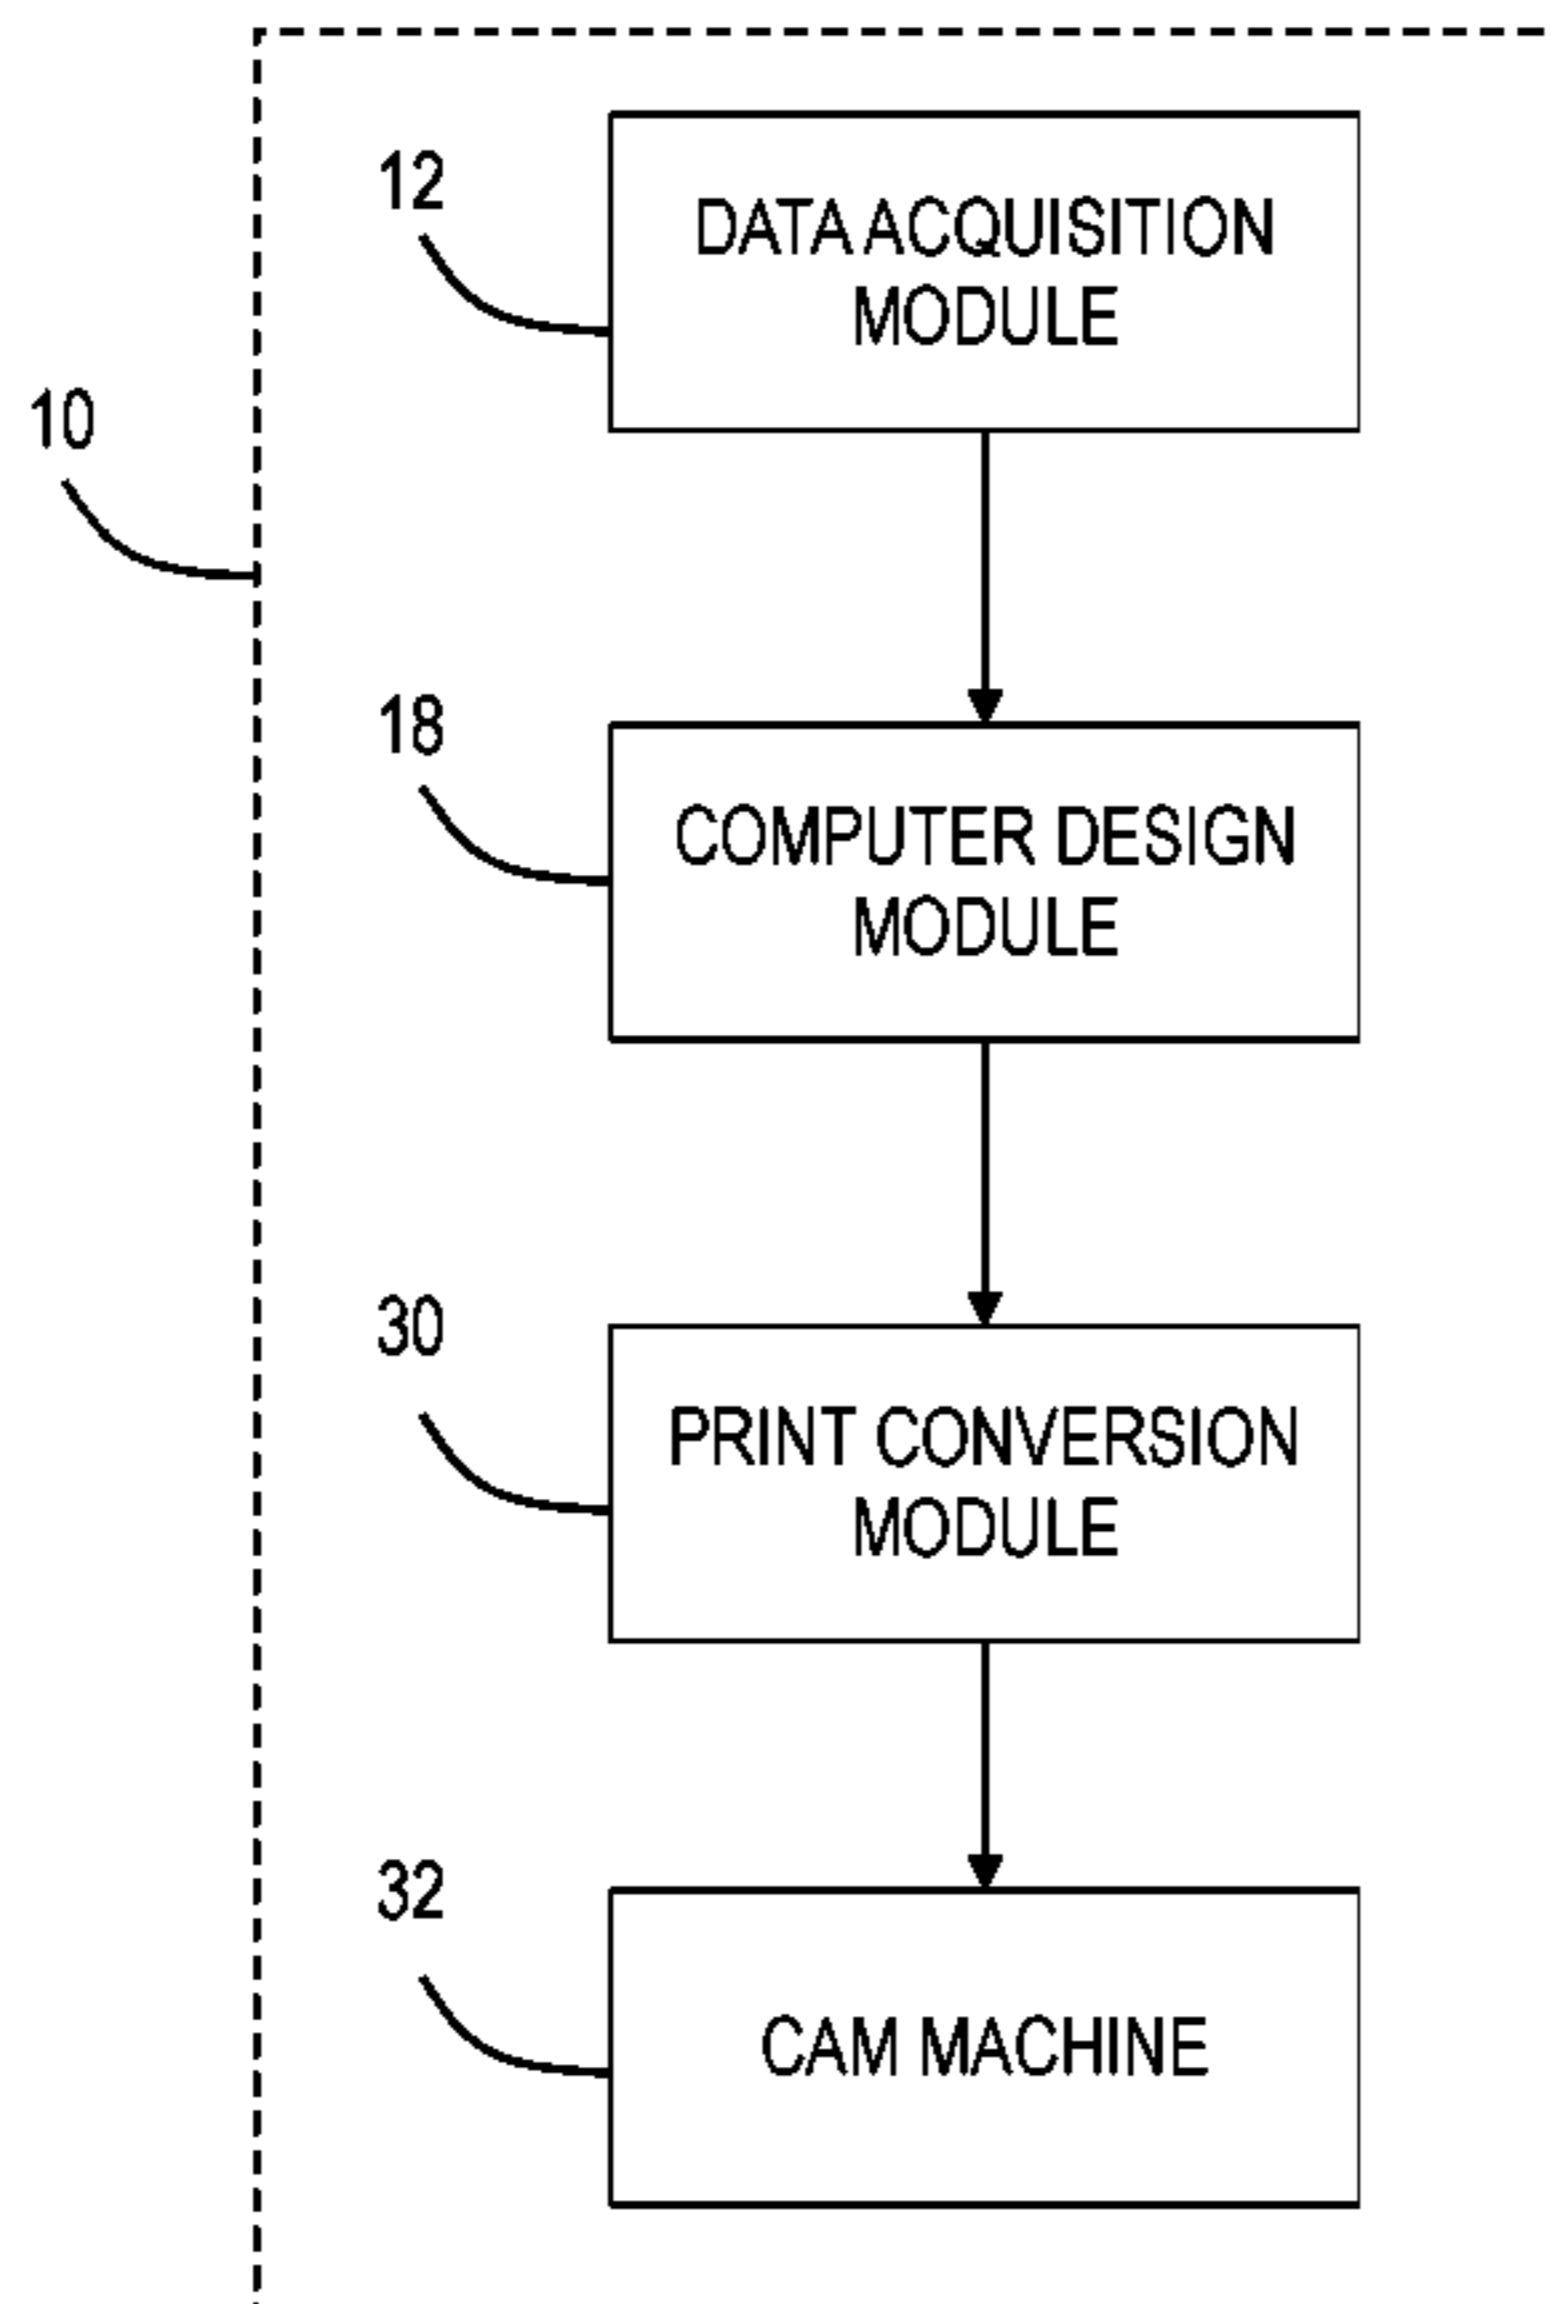 12
DATA ACQUISITION
MODULE
10
18
COMPUTER DESIGN
MODULE
30
PRINT CONVERSION
MODULE
32
CAM MACHINE